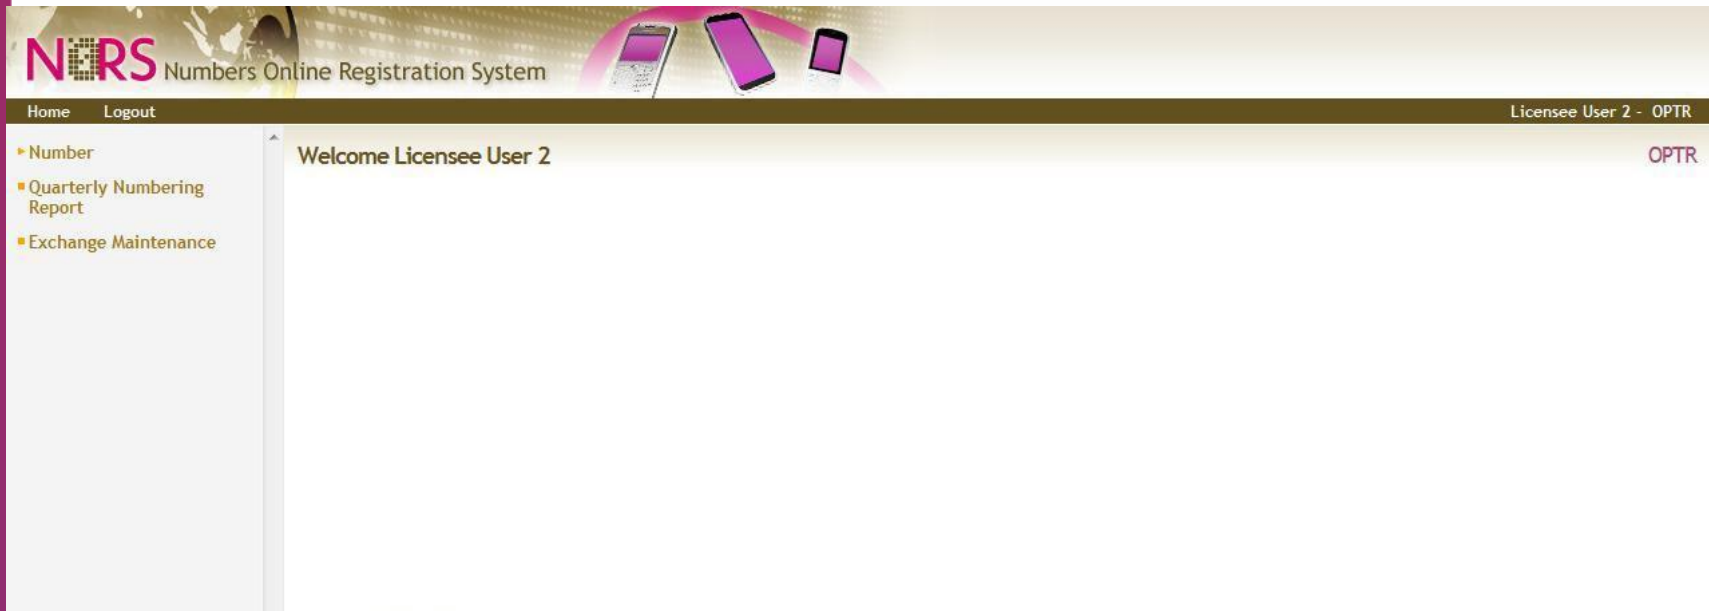 NORS Numbers Online Registration System
Home Logout Licensee User 2 - OPTR
Number
Quarterly Numbering
Report
Exchange Maintenance
Welcome Licensee User 2 OPTR